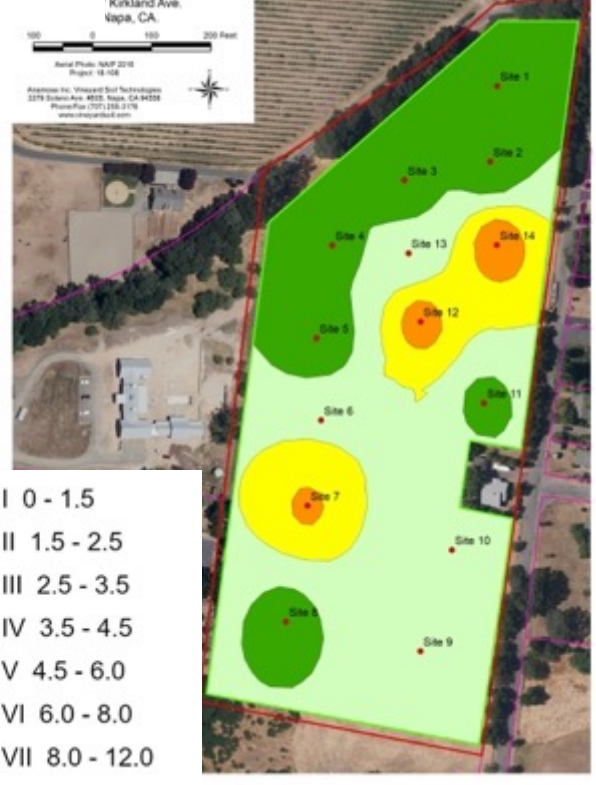 Kirkland Ave.
Napa, CA.
100 0 100 200 Feet
Aerial Photo: NAIP 2016
Project: 18-108
www.vineyardsoil.com
Site 1
Site 2
Site 3
Site 4
Site 14
Site 13
Site 12
Site 5
Site 11
Site 6
Site 7
Site 10
Site 8
Site 9
I 0 - 1.5
II 1.5 - 2.5
III 2.5 - 3.5
IV 3.5 - 4.5
V 4.5 - 6.0
VI 6.0 - 8.0
VII 8.0 - 12.0